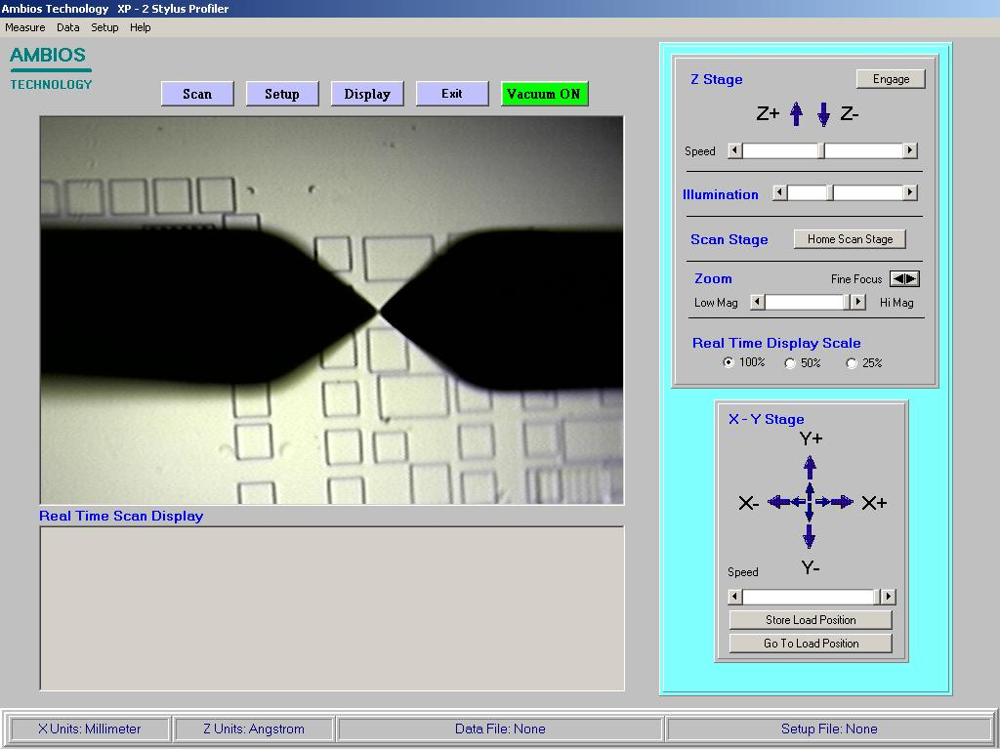 Ambios Technology XP - 2 Stylus Profiler
Measure Data Setup Help
AMBIOS
TECHNOLOGY
Scan Setup Display Exit Vacuum ON
Real Time Scan Display
Z Stage Engage
Z+ Z-
Speed
Illumination
Scan Stage Home Scan Stage
Zoom Fine Focus
Low Mag Hi Mag
Real Time Display Scale
100% 50% 25%
X - Y Stage
Y+
X- X+
Y-
Speed
Store Load Position
Go To Load Position
X Units: Millimeter Z Units: Angstrom Data File: None Setup File: None